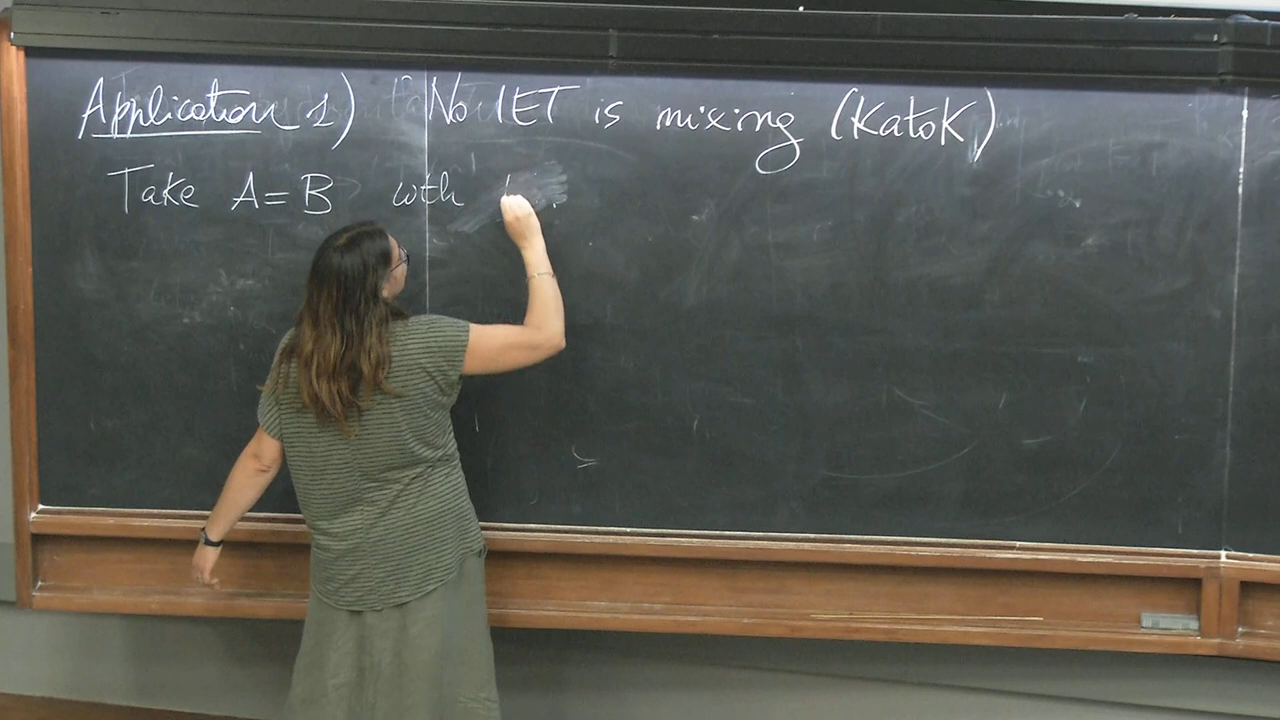 Application 1) No IET is mixing (Katok)
Take A=B with